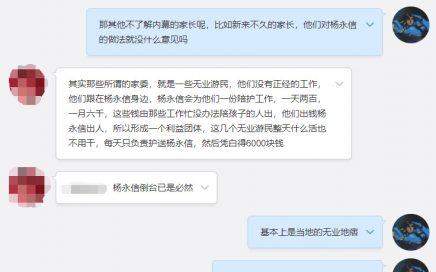 那其他不了解内幕的家长呢，比如新来不久的家长，他们对杨永信
的做法就没什么意见吗
其实那些所谓的家委，就是一些无业游民，他们没有正经的工作，
他们跟在杨永信身边，杨永信会为他们一份陪护工作，一天两百，
一月六千，这些钱由那些工作忙没办法陪孩子的人出，他们出钱杨
永信出人，所以形成一个利益团体，这几个无业游民整天什么活也
不用干，每天只负责护送杨永信，然后凭白得6000块钱
杨永信倒台已是必然
基本上是当地的无业地痞